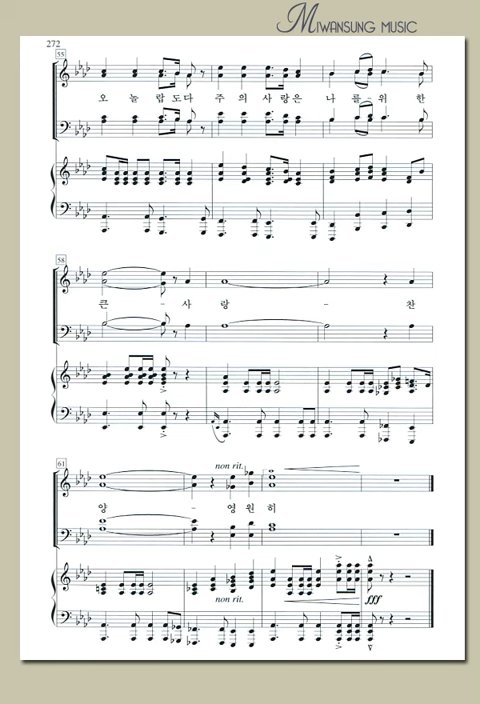 MIWANSUNG MUSIC
272
55
오 놀 랍 도다 주 의 사 랑은 나 를 위 한
58
큰 - 사 랑 - 찬
61
non rit.
양 - 영 원 히
non rit.
fff